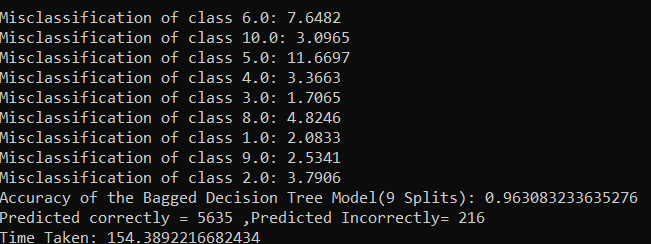 Misclassification of class 6.0: 7.6482
Misclassification of class 10.0: 3.0965
Misclassification of class 5.0: 11.6697
Misclassification of class 4.0: 3.3663
Misclassification of class 3.0: 1.7065
Misclassification of class 8.0: 4.8246
Misclassification of class 1.0: 2.0833
Misclassification of class 9.0: 2.5341
Misclassification of class 2.0: 3.7906
Accuracy of the Bagged Decision Tree Model(9 Splits): 0.963083233635276
Predicted correctly = 5635 ,Predicted Incorrectly= 216
Time Taken: 154.3892216682434